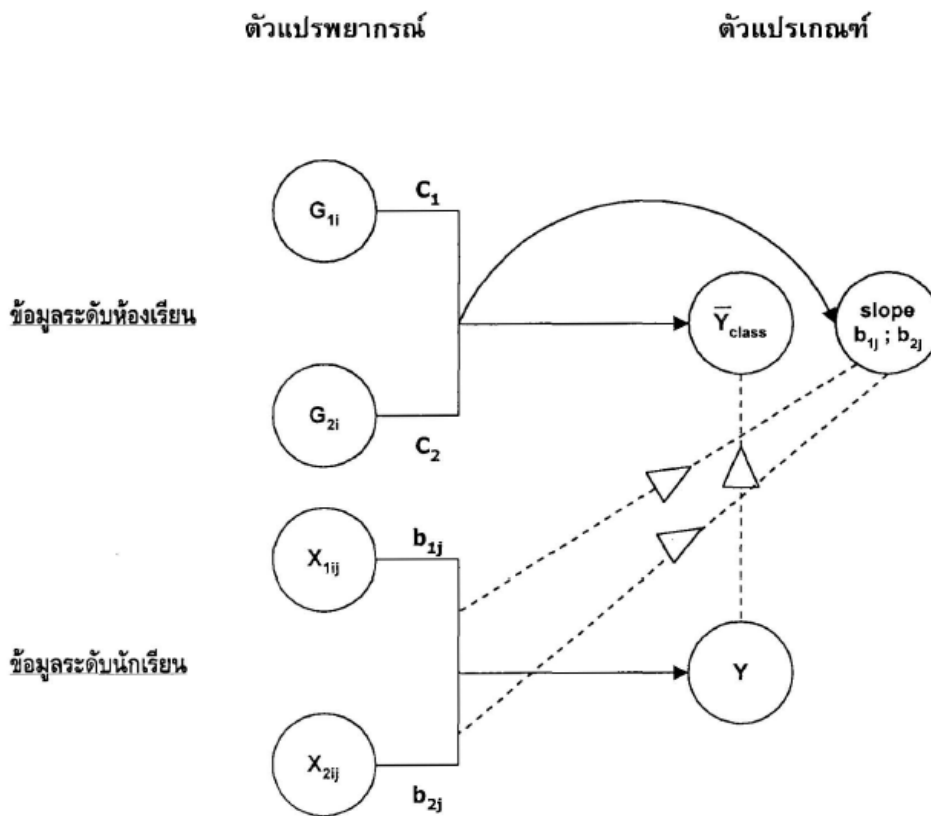 ตัวแปรพยากรณ์ ตัวแปรเกณฑ์
C₁
G₁ᵢ
ข้อมูลระดับห้องเรียน
Y̅ class
slope
b₁ⱼ ; b₂ⱼ
G₂ᵢ
C₂
X₁ᵢⱼ
b₁ⱼ
ข้อมูลระดับนักเรียน
Y
X₂ᵢⱼ
b₂ⱼ